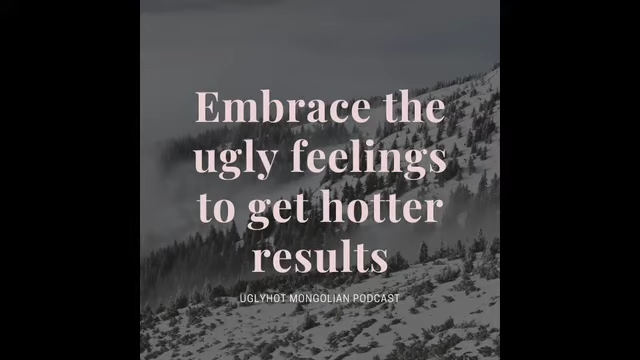 Embrace the
ugly feelings
to get hotter
results
UGLYHOT MONGOLIAN PODCAST